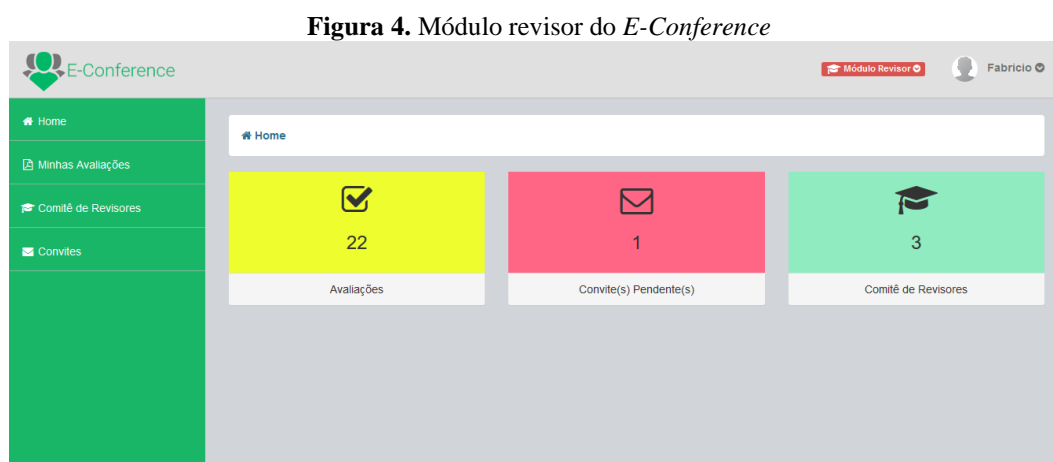 Figura 4. Módulo revisor do E-Conference
E-Conference
Módulo Revisor
Fabricio
Home
Minhas Avaliações
Comitê de Revisores
Convites
Home
22
Avaliações
1
Convite(s) Pendente(s)
3
Comitê de Revisores